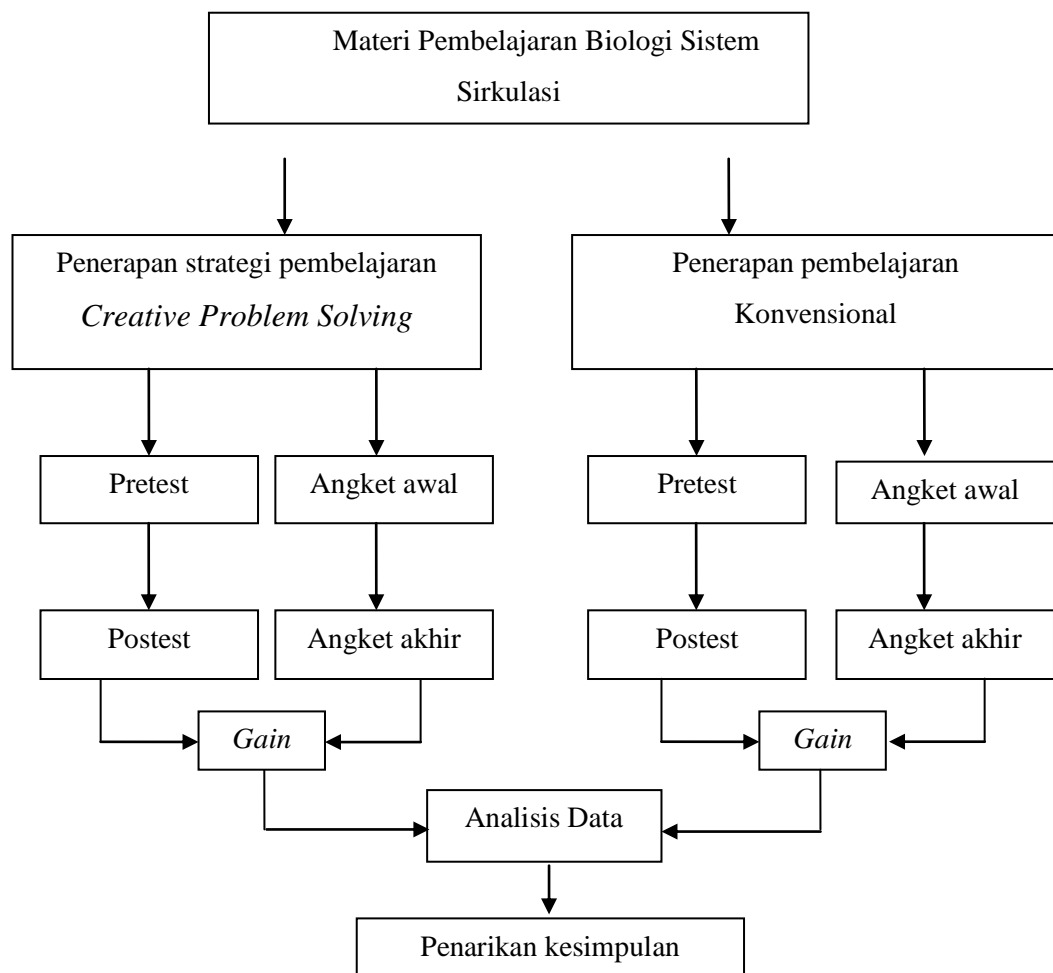 Materi Pembelajaran Biologi Sistem
Sirkulasi
Penerapan strategi pembelajaran
Creative Problem Solving
Penerapan pembelajaran
Konvensional
Pretest
Angket awal
Pretest
Angket awal
Postest
Angket akhir
Postest
Angket akhir
Gain
Gain
Analisis Data
Penarikan kesimpulan